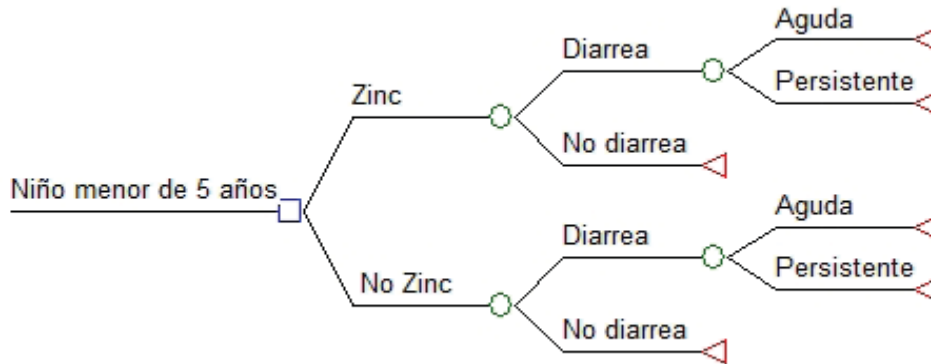 Aguda
Diarrea
Persistente
Zinc
No diarrea
Niño menor de 5 años
Aguda
Diarrea
Persistente
No Zinc
No diarrea